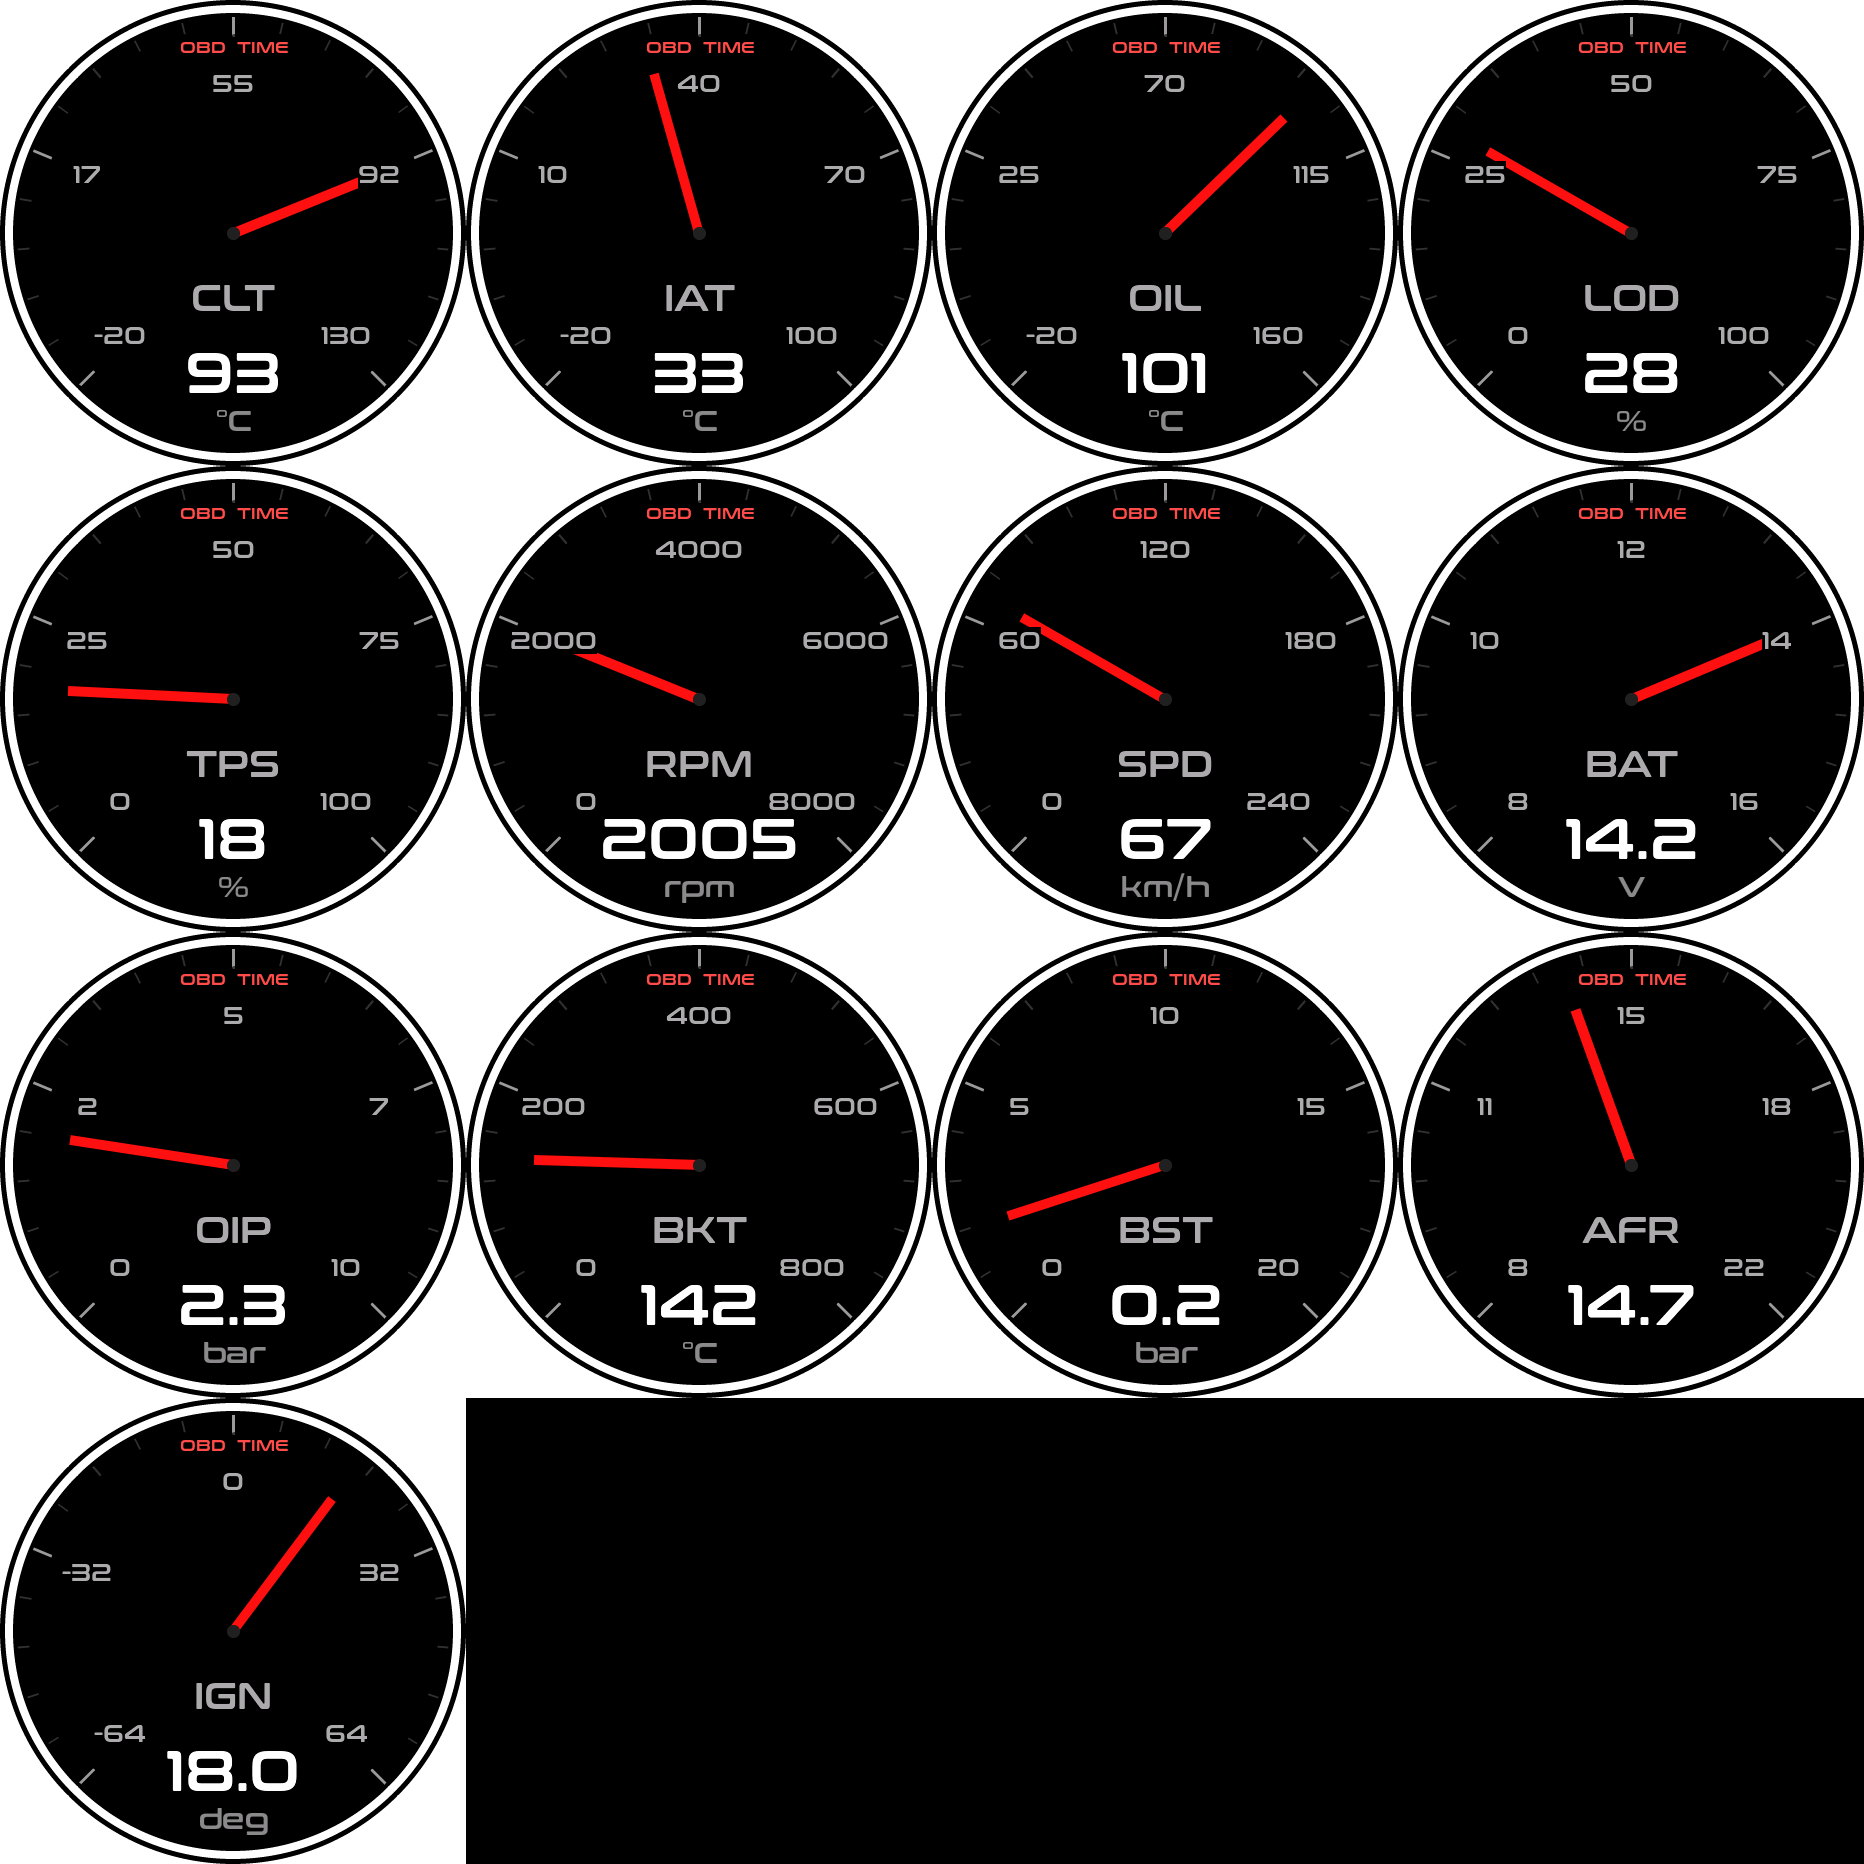 OBD TIME
55
17 92
CLT
-20 130
93
°C
OBD TIME
40
10 70
IAT
-20 100
33
°C
OBD TIME
70
25 115
OIL
-20 160
101
°C
OBD TIME
50
25 75
LOD
0 100
28
%
OBD TIME
50
25 75
TPS
0 100
18
%
OBD TIME
4000
2000 6000
RPM
0 8000
2005
rpm
OBD TIME
120
60 180
SPD
0 240
67
km/h
OBD TIME
12
10 14
BAT
8 16
14.2
V
OBD TIME
5
2 7
OIP
0 10
2.3
bar
OBD TIME
400
200 600
BKT
0 800
142
°C
OBD TIME
10
5 15
BST
0 20
0.2
bar
OBD TIME
15
11 18
AFR
8 22
14.7
OBD TIME
0
-32 32
IGN
-64 64
18.0
deg